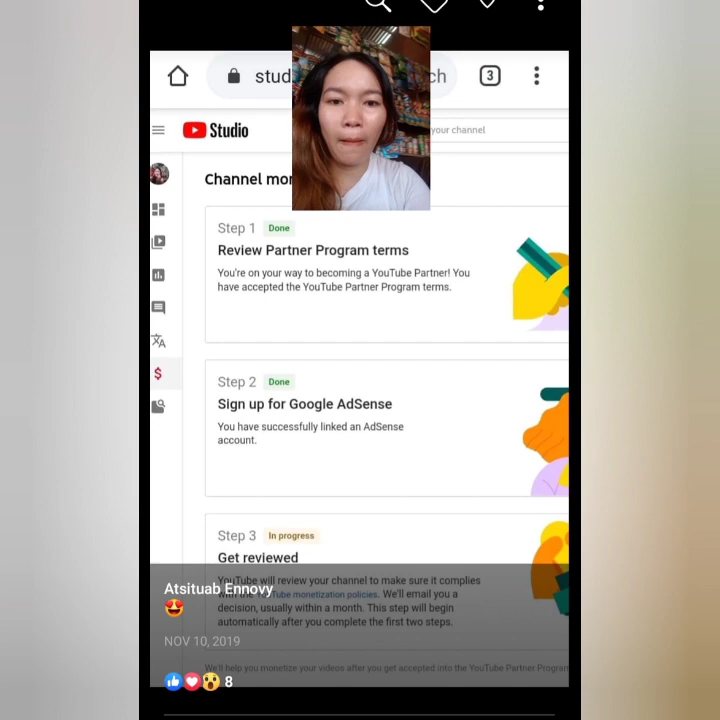 stud
ch
3
Studio
your channel
Channel mo
Step 1 Done
Review Partner Program terms
You're on your way to becoming a YouTube Partner! You
have accepted the YouTube Partner Program terms.
Step 2 Done
Sign up for Google AdSense
You have successfully linked an AdSense
account.
Step 3 In progress
Get reviewed
YouTube will review your channel to make sure it complies
with the YouTube monetization policies. We'll email you a
decision, usually within a month. This step will begin
automatically after you complete the first two steps.
Atsituab Ennovy
NOV 10, 2019
We'll help you monetize your videos after you get accepted into the YouTube Partner Program
8